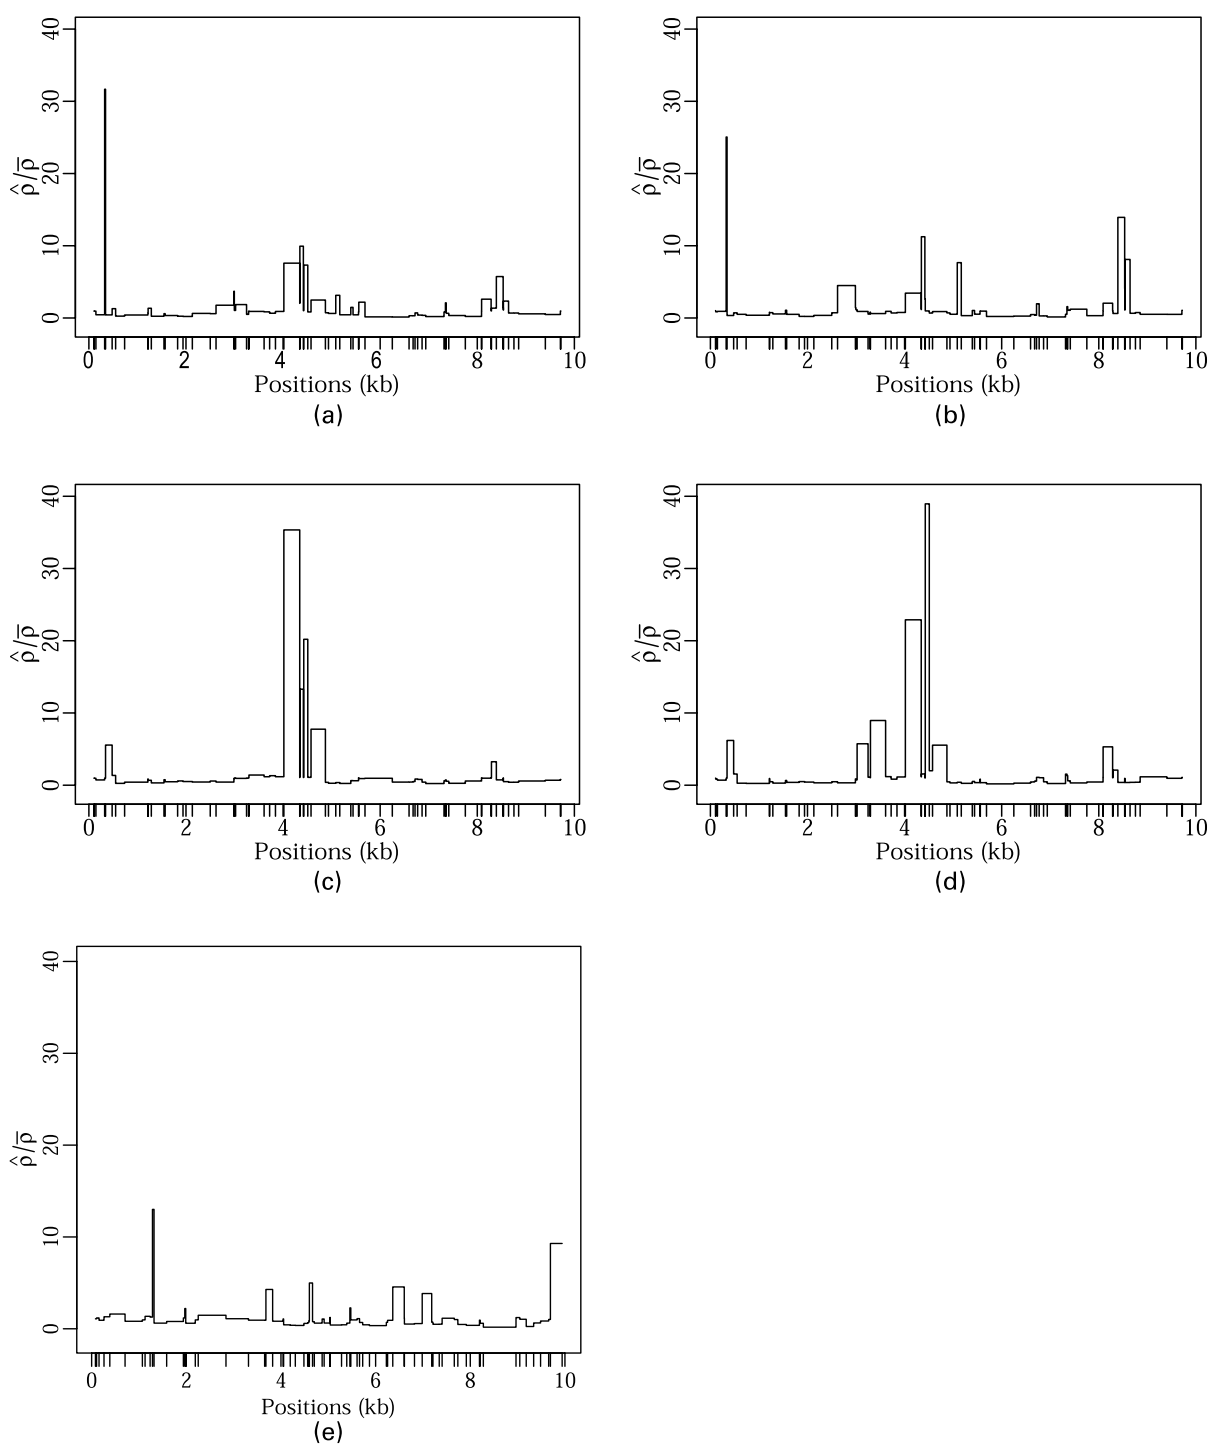 40 40
30 30
20 20
ρ̂/ρ̄ ρ̂/ρ̄
10 10
0 0
0 2 4 6 8 10 0 2 4 6 8 10
Positions (kb) Positions (kb)
(a) (b)
40 40
30 30
20 20
ρ̂/ρ̄ ρ̂/ρ̄
10 10
0 0
0 2 4 6 8 10 0 2 4 6 8 10
Positions (kb) Positions (kb)
(c) (d)
40
30
20
ρ̂/ρ̄
10
0
0 2 4 6 8 10
Positions (kb)
(e)